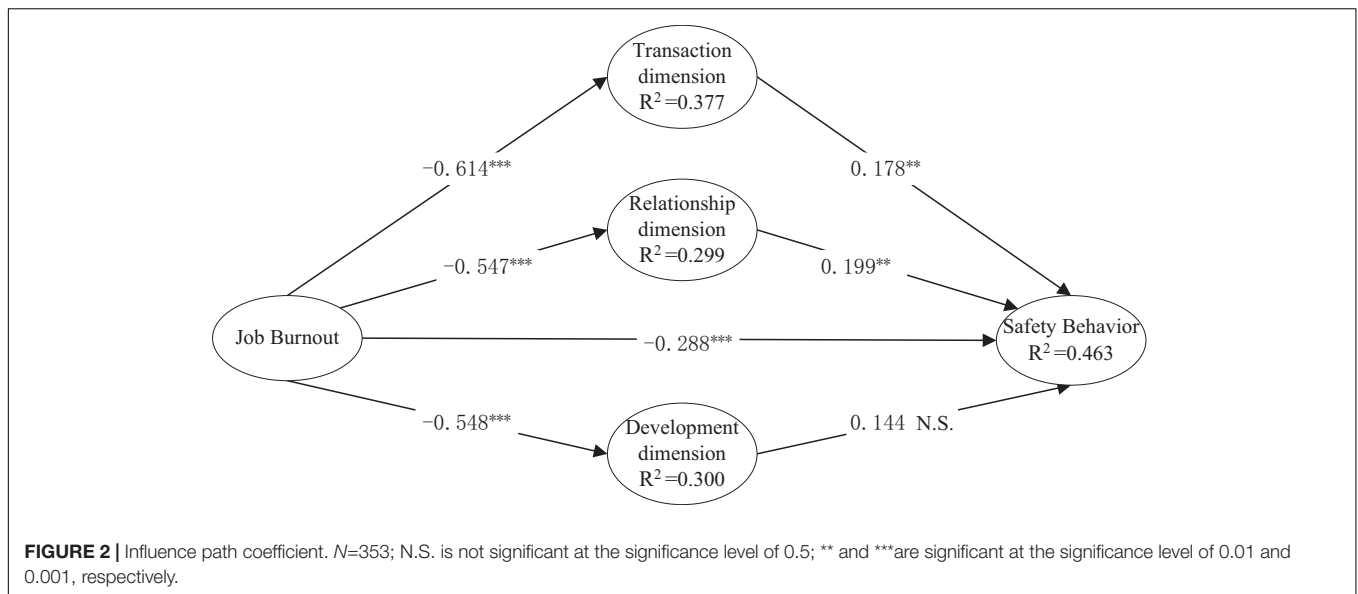 Transaction
dimension
R²=0.377
-0.614***
0.178**
Relationship
dimension
R²=0.299
-0.547***
0.199**
Job Burnout
-0.288***
Safety Behavior
R²=0.463
-0.548***
0.144 N.S.
Development
dimension
R²=0.300
FIGURE 2 | Influence path coefficient. N=353; N.S. is not significant at the significance level of 0.5; ** and ***are significant at the significance level of 0.01 and
0.001, respectively.